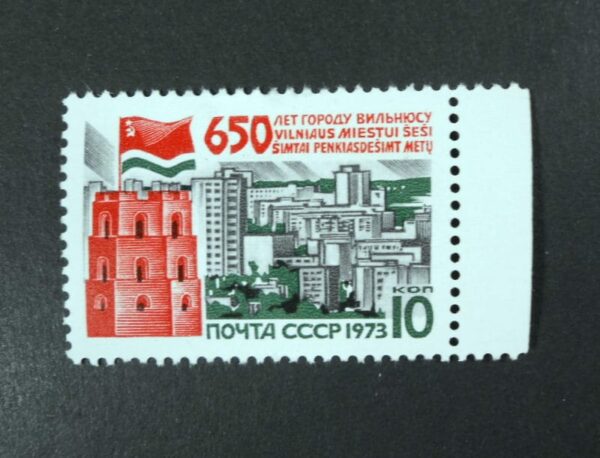 650 ЛЕТ ГОРОДУ ВИЛЬНЮСУ
VILNIAUS MIESTUI ŠEŠI
ŠIMTAI PENKIASDEŠIMT METŲ
КОП
ПОЧТА СССР 1973 10